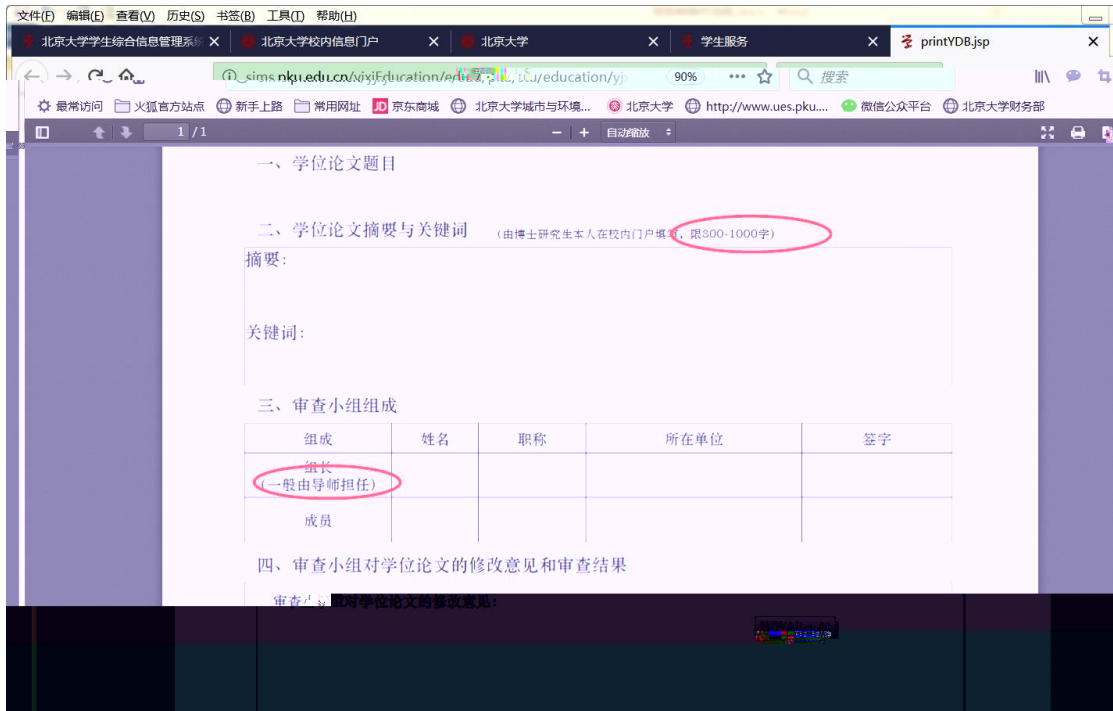 文件(F) 编辑(E) 查看(V) 历史(S) 书签(B) 工具(T) 帮助(H)
北京大学学生综合信息管理系统 北京大学校内信息门户 北京大学 学生服务 printYDB.jsp
90% 搜索
最常访问 火狐官方站点 新手上路 常用网址 JD 京东商城 北京大学城市与环境... 北京大学 http://www.ues.pku.... 微信公众平台 北京大学财务部
1 / 1 自动缩放
一、学位论文题目
二、学位论文摘要与关键词 (由博士研究生本人在校内门户填写，限800-1000字)
摘要:
关键词:
三、审查小组组成
组成 姓名 职称 所在单位 签字
组长
(一般由导师担任)
成员
四、审查小组对学位论文的修改意见和审查结果
审查小组对学位论文的修改意见: